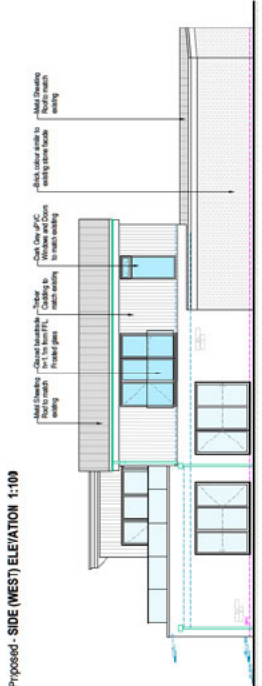 Proposed - SIDE (WEST) ELEVATION 1:100
Metal Sheeting
Roof to match
existing
Glazed balustrade
h=1.1m from FFL
Frosted glass
Timber
Cladding to
match existing
Dark Grey uPVC
Windows and Doors
to match existing
Brick colour similar to
existing stone facade
Metal Sheeting
Roof to match
existing